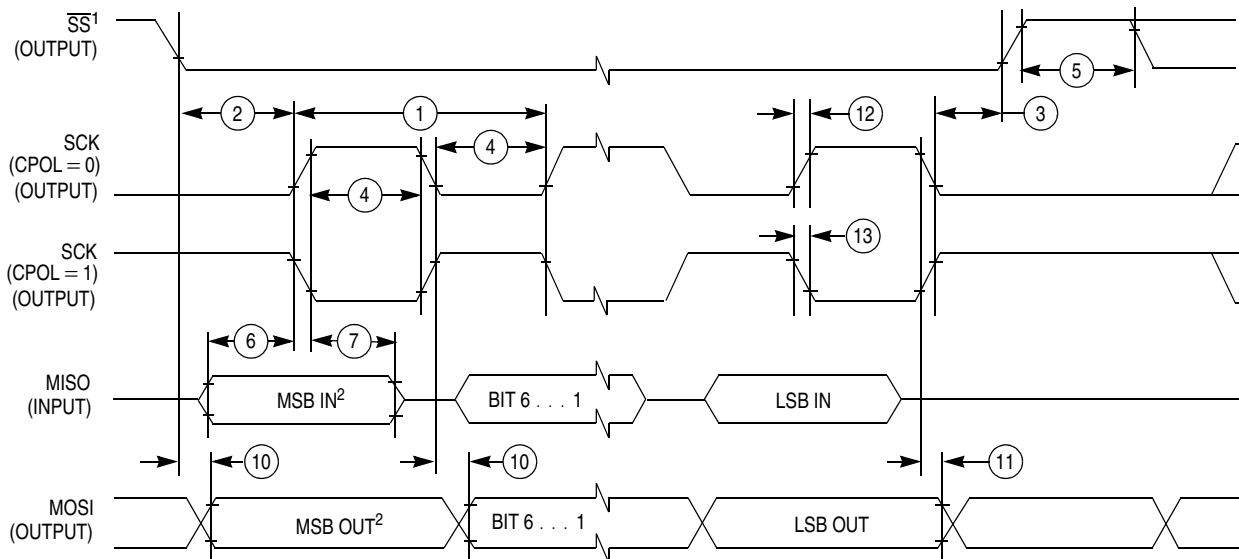 SS¹
(OUTPUT)
5
2
1
12
3
SCK
(CPOL = 0)
(OUTPUT)
4
4
SCK
(CPOL = 1)
(OUTPUT)
13
6
7
MISO
(INPUT)
MSB IN²
BIT 6 . . . 1
LSB IN
10
10
11
MOSI
(OUTPUT)
MSB OUT²
BIT 6 . . . 1
LSB OUT